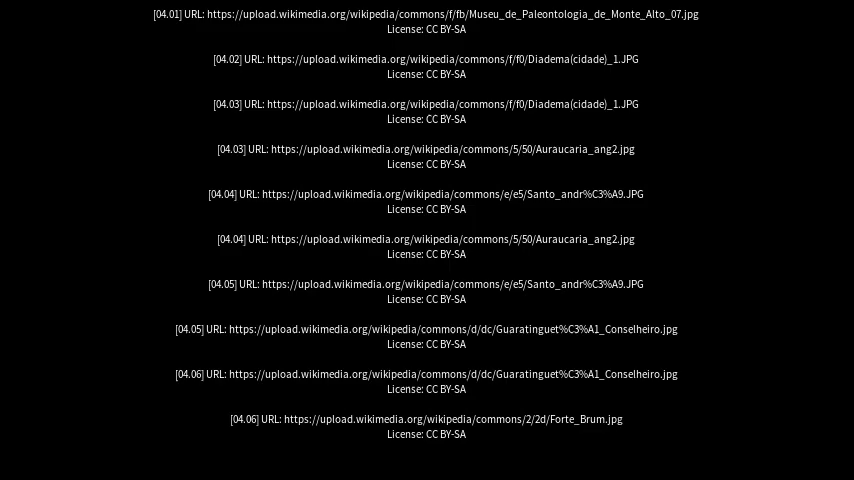 [04.01] URL: https://upload.wikimedia.org/wikipedia/commons/f/fb/Museu_de_Paleontologia_de_Monte_Alto_07.jpg
License: CC BY-SA
[04.02] URL: https://upload.wikimedia.org/wikipedia/commons/f/f0/Diadema(cidade)_1.JPG
License: CC BY-SA
[04.03] URL: https://upload.wikimedia.org/wikipedia/commons/f/f0/Diadema(cidade)_1.JPG
License: CC BY-SA
[04.03] URL: https://upload.wikimedia.org/wikipedia/commons/5/50/Auraucaria_ang2.jpg
License: CC BY-SA
[04.04] URL: https://upload.wikimedia.org/wikipedia/commons/e/e5/Santo_andr%C3%A9.JPG
License: CC BY-SA
[04.04] URL: https://upload.wikimedia.org/wikipedia/commons/5/50/Auraucaria_ang2.jpg
License: CC BY-SA
[04.05] URL: https://upload.wikimedia.org/wikipedia/commons/e/e5/Santo_andr%C3%A9.JPG
License: CC BY-SA
[04.05] URL: https://upload.wikimedia.org/wikipedia/commons/d/dc/Guaratinguet%C3%A1_Conselheiro.jpg
License: CC BY-SA
[04.06] URL: https://upload.wikimedia.org/wikipedia/commons/d/dc/Guaratinguet%C3%A1_Conselheiro.jpg
License: CC BY-SA
[04.06] URL: https://upload.wikimedia.org/wikipedia/commons/2/2d/Forte_Brum.jpg
License: CC BY-SA